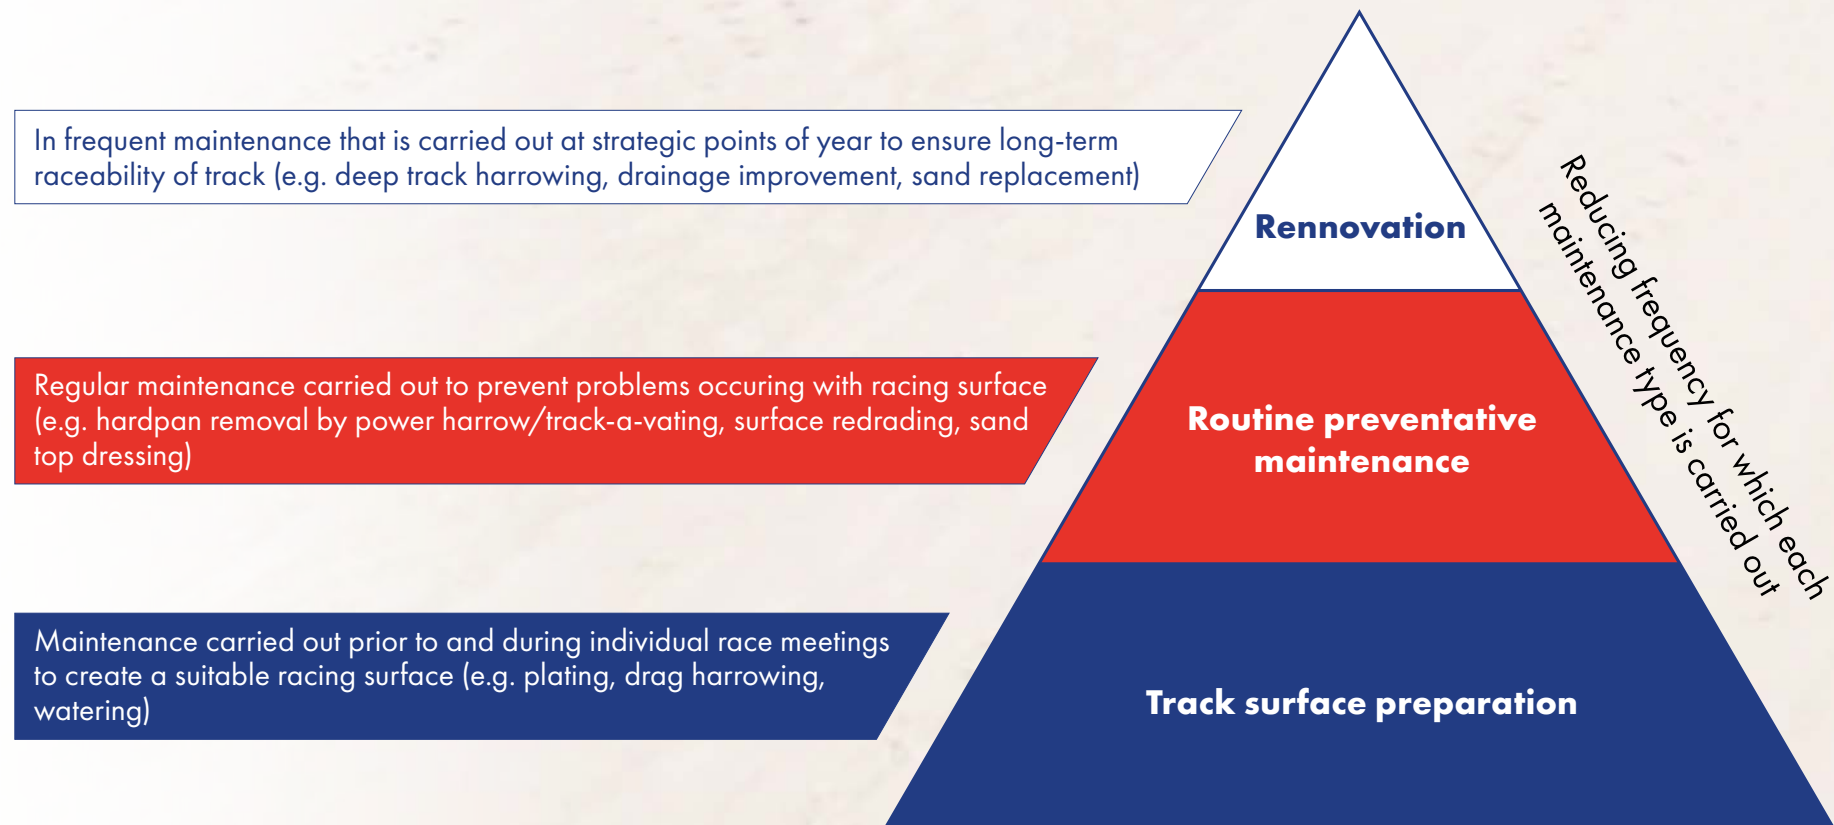 In frequent maintenance that is carried out at strategic points of year to ensure long-term
raceability of track (e.g. deep track harrowing, drainage improvement, sand replacement)
Rennovation
Reducing frequency for which each
maintenance type is carried out
Regular maintenance carried out to prevent problems occuring with racing surface
(e.g. hardpan removal by power harrow/track-a-vating, surface redrading, sand
top dressing)
Routine preventative
maintenance
Maintenance carried out prior to and during individual race meetings
to create a suitable racing surface (e.g. plating, drag harrowing,
watering)
Track surface preparation